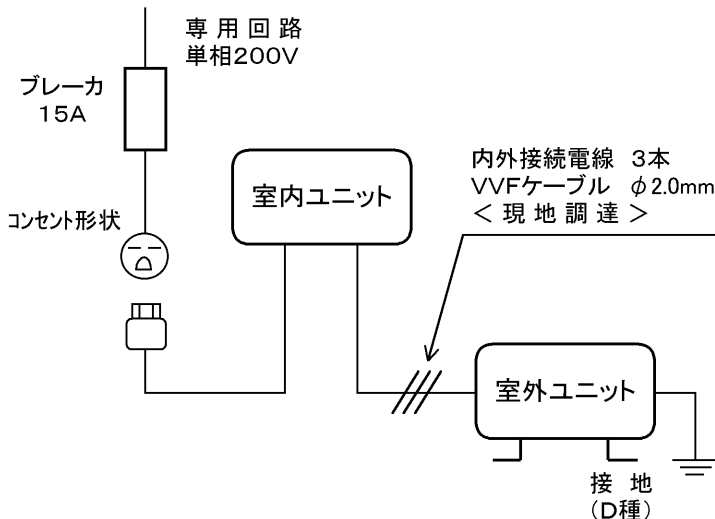 専用回路
単相200V
ブレーカ
15A
コンセント形状
室内ユニット
内外接続電線 3本
VVFケーブル φ2.0mm
＜現地調達＞
室外ユニット
接地
(D種)